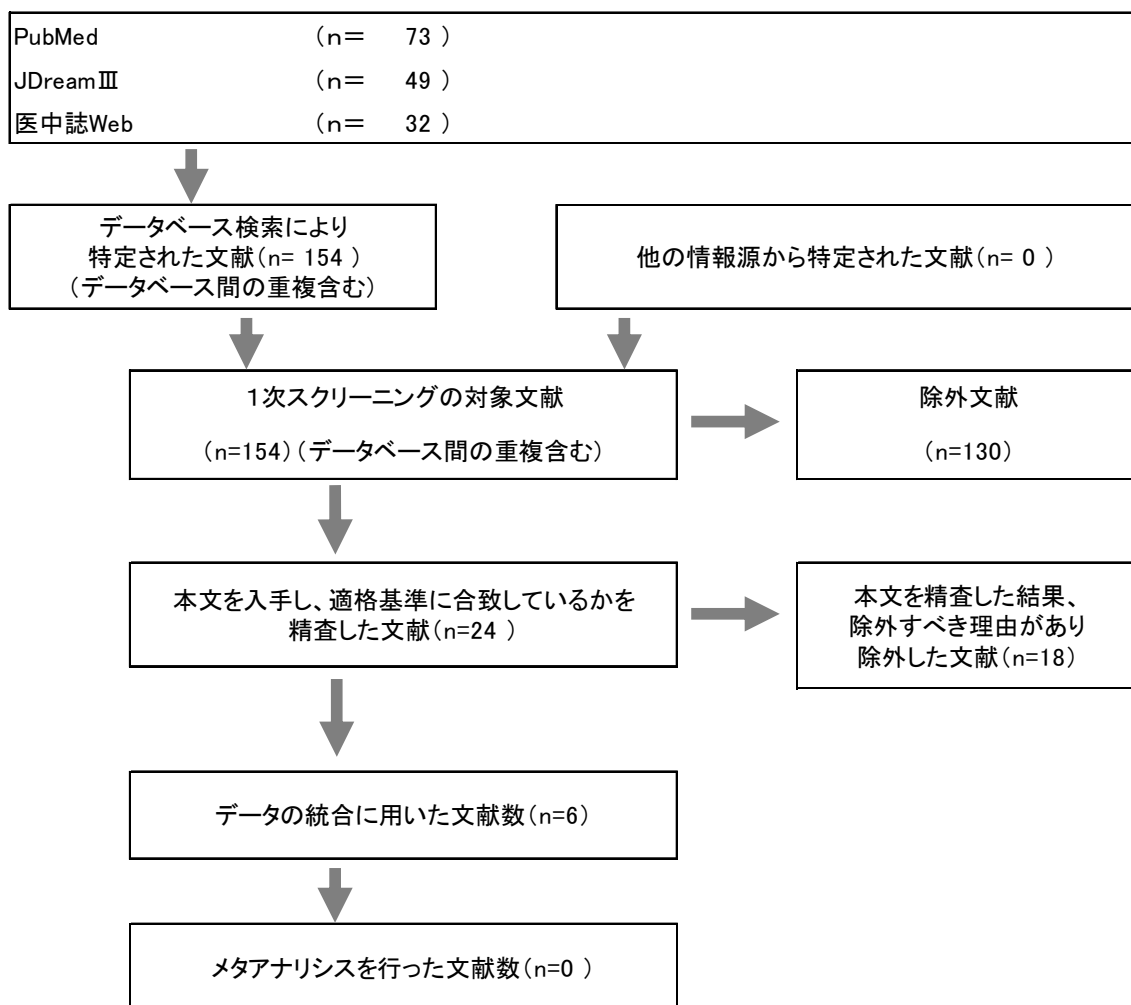 PubMed (n= 73 )
JDreamⅢ (n= 49 )
医中誌Web (n= 32 )
データベース検索により
特定された文献(n= 154 )
(データベース間の重複含む)
他の情報源から特定された文献(n= 0 )
1次スクリーニングの対象文献
(n=154)(データベース間の重複含む)
除外文献
(n=130)
本文を入手し、適格基準に合致しているかを
精査した文献(n=24 )
本文を精査した結果、
除外すべき理由があり
除外した文献(n=18)
データの統合に用いた文献数(n=6)
メタアナリシスを行った文献数(n=0 )